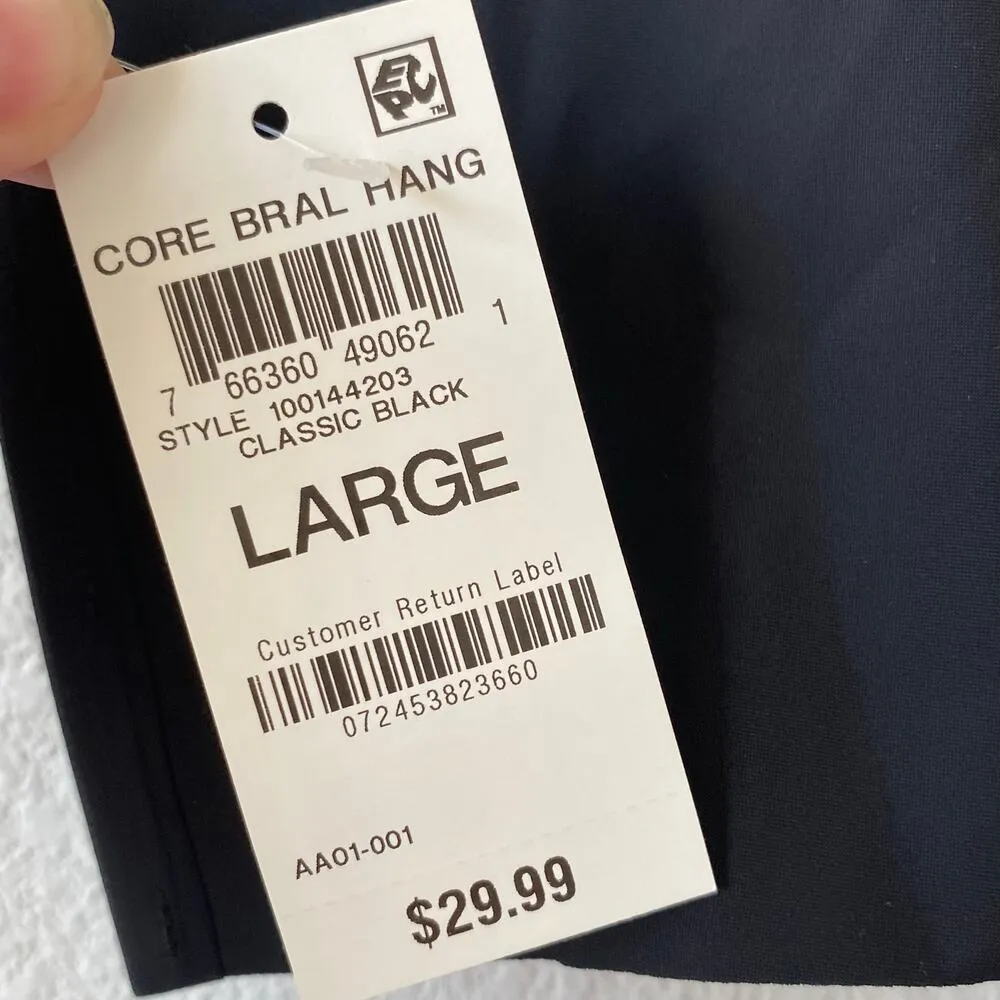 EPC
TM
CORE BRAL HANG
7 66360 49062 1
STYLE 100144203
CLASSIC BLACK
LARGE
Customer Return Label
072453823660
AA01-001
$29.99